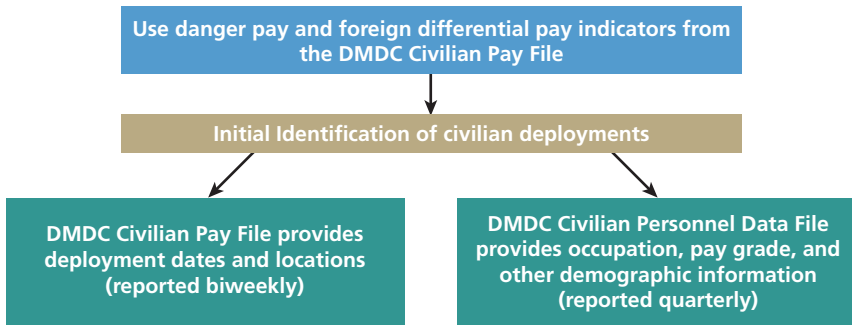 Use danger pay and foreign differential pay indicators from
the DMDC Civilian Pay File
Initial Identification of civilian deployments
DMDC Civilian Pay File provides
deployment dates and locations
(reported biweekly)
DMDC Civilian Personnel Data File
provides occupation, pay grade, and
other demographic information
(reported quarterly)